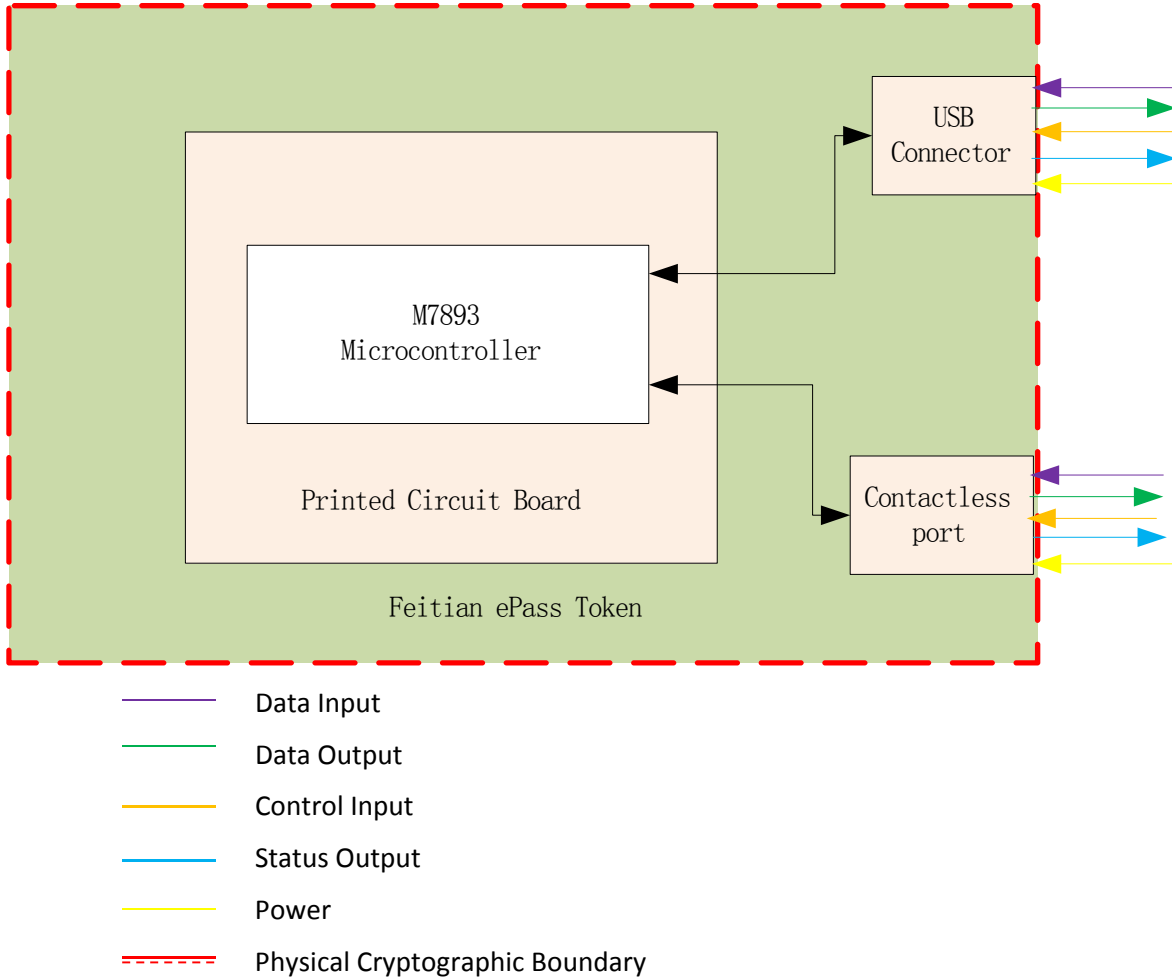 USB
Connector
M7893
Microcontroller
Contactless
port
Printed Circuit Board
Feitian ePass Token
Data Input
Data Output
Control Input
Status Output
Power
Physical Cryptographic Boundary